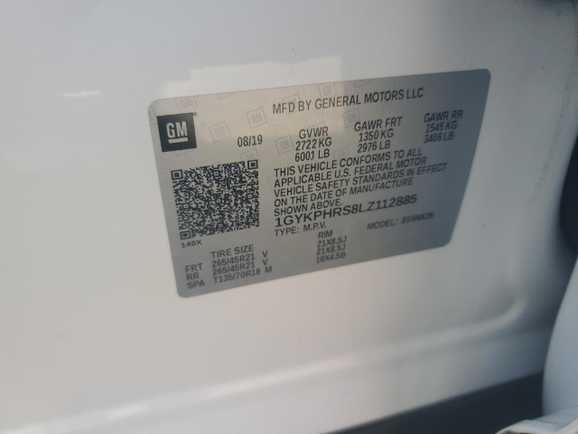 MFD BY GENERAL MOTORS LLC
GM
08/19 GVWR GAWR FRT GAWR RR
2722 KG 1350 KG 1545 KG
6001 LB 2976 LB 3406 LB
THIS VEHICLE CONFORMS TO ALL
APPLICABLE U.S. FEDERAL MOTOR
VEHICLE SAFETY STANDARDS IN EFFECT
ON THE DATE OF MANUFACTURE
SHOWN ABOVE.
1GYKPHRS8LZ112885
TYPE: M.P.V. MODEL:
140X
TIRE SIZE RIM
FRT 265/45R21 V 21X8.5J
RR 265/45R21 V 21X8.5J
SPA T135/70R18 M 18X4.5B